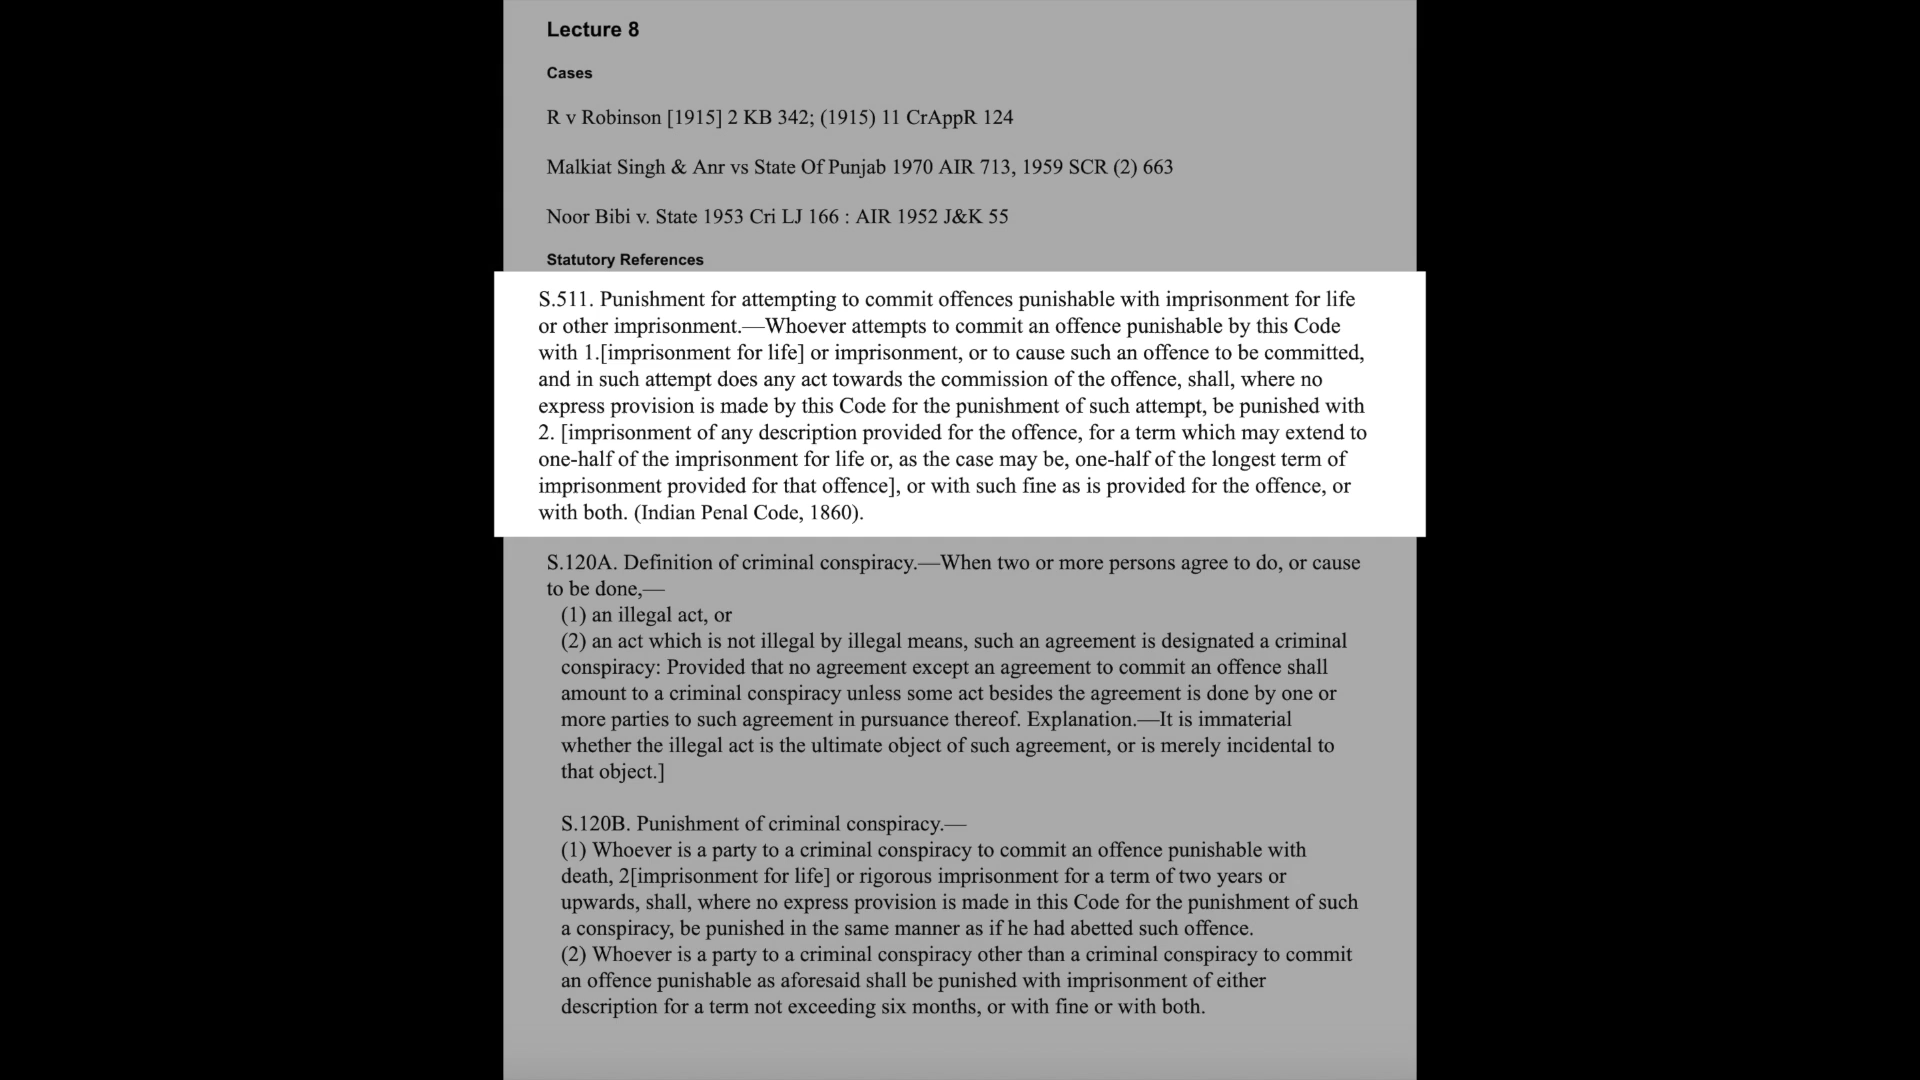 Lecture 8
Cases
R v Robinson [1915] 2 KB 342; (1915) 11 CrAppR 124
Malkiat Singh & Anr vs State Of Punjab 1970 AIR 713, 1959 SCR (2) 663
Noor Bibi v. State 1953 Cri LJ 166 : AIR 1952 J&K 55
Statutory References
S.511. Punishment for attempting to commit offences punishable with imprisonment for life
or other imprisonment.—Whoever attempts to commit an offence punishable by this Code
with 1.[imprisonment for life] or imprisonment, or to cause such an offence to be committed,
and in such attempt does any act towards the commission of the offence, shall, where no
express provision is made by this Code for the punishment of such attempt, be punished with
2. [imprisonment of any description provided for the offence, for a term which may extend to
one-half of the imprisonment for life or, as the case may be, one-half of the longest term of
imprisonment provided for that offence], or with such fine as is provided for the offence, or
with both. (Indian Penal Code, 1860).
S.120A. Definition of criminal conspiracy.—When two or more persons agree to do, or cause
to be done,—
(1) an illegal act, or
(2) an act which is not illegal by illegal means, such an agreement is designated a criminal
conspiracy: Provided that no agreement except an agreement to commit an offence shall
amount to a criminal conspiracy unless some act besides the agreement is done by one or
more parties to such agreement in pursuance thereof. Explanation.—It is immaterial
whether the illegal act is the ultimate object of such agreement, or is merely incidental to
that object.]
S.120B. Punishment of criminal conspiracy.—
(1) Whoever is a party to a criminal conspiracy to commit an offence punishable with
death, 2[imprisonment for life] or rigorous imprisonment for a term of two years or
upwards, shall, where no express provision is made in this Code for the punishment of such
a conspiracy, be punished in the same manner as if he had abetted such offence.
(2) Whoever is a party to a criminal conspiracy other than a criminal conspiracy to commit
an offence punishable as aforesaid shall be punished with imprisonment of either
description for a term not exceeding six months, or with fine or with both.